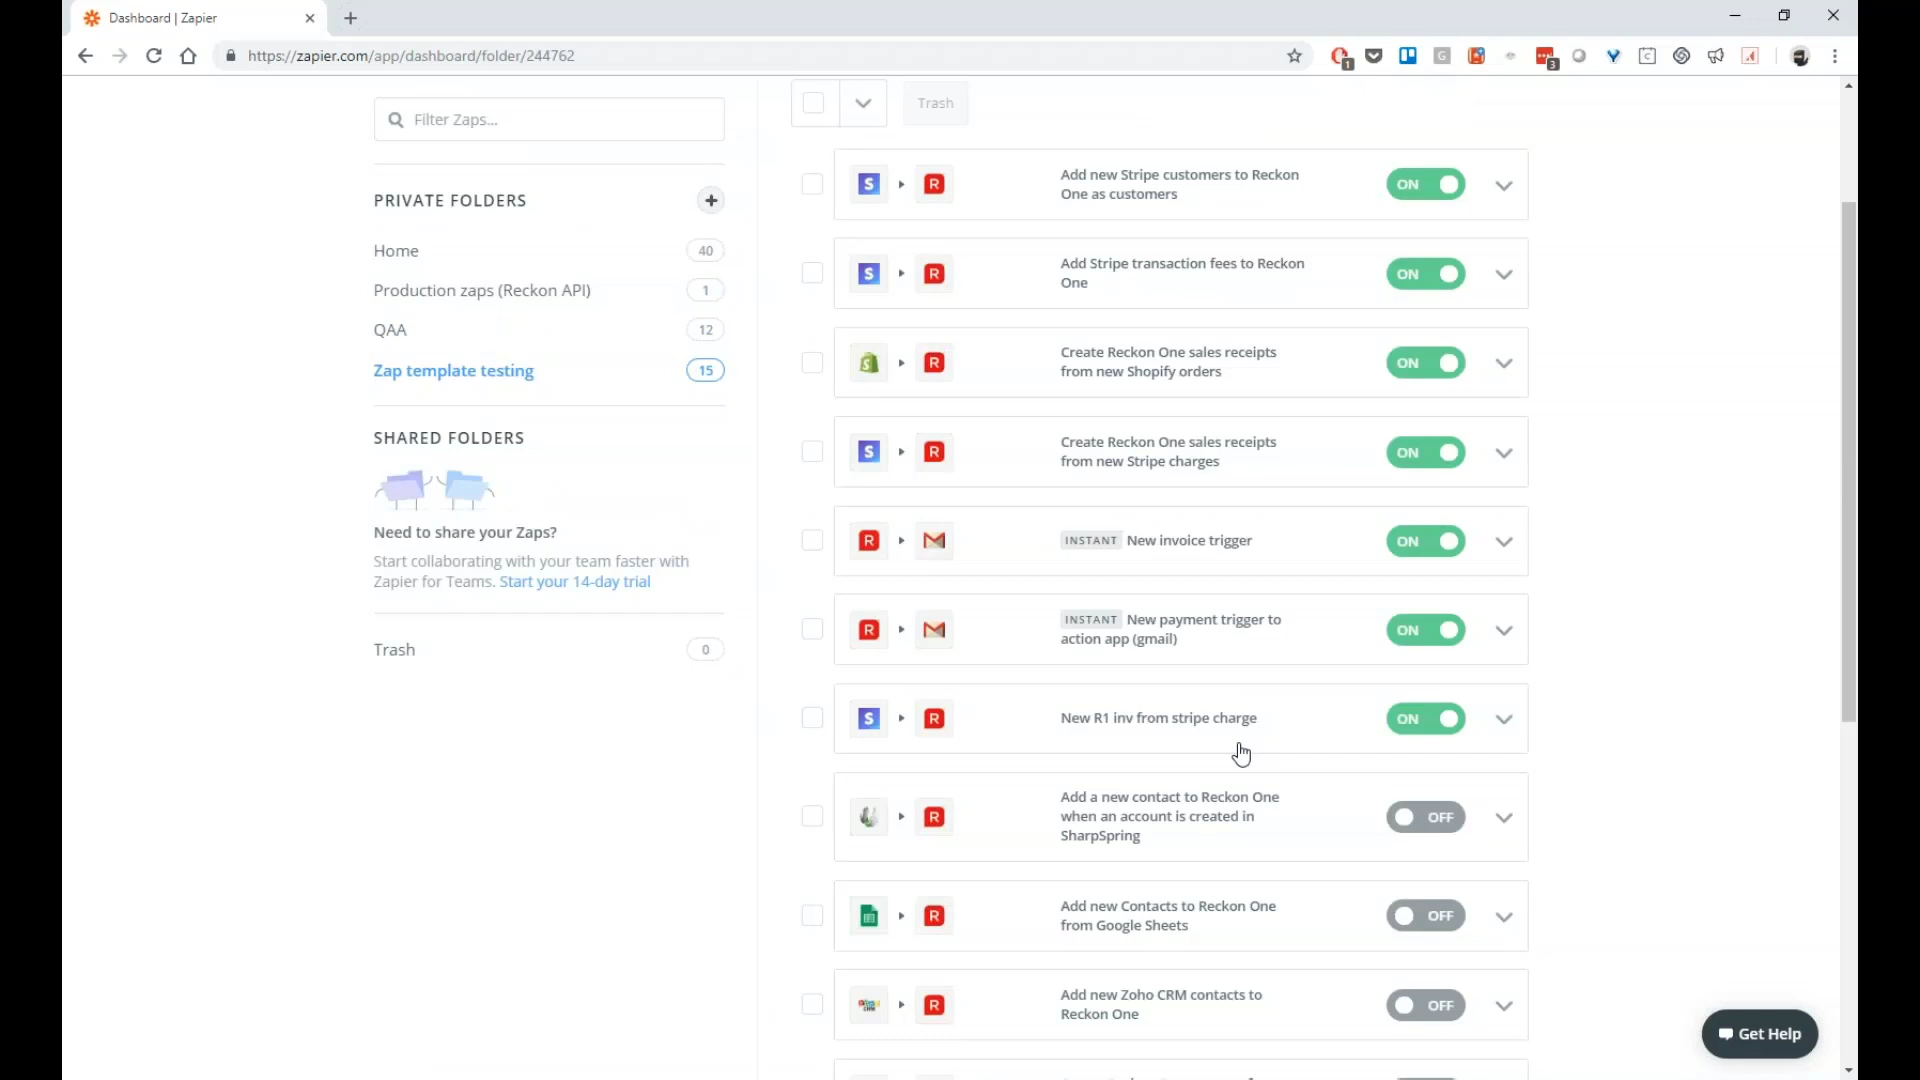 Dashboard | Zapier
https://zapier.com/app/dashboard/folder/244762
1
G
3
Filter Zaps...
PRIVATE FOLDERS
Home 40
Production zaps (Reckon API) 1
QAA 12
Zap template testing 15
SHARED FOLDERS
Need to share your Zaps?
Start collaborating with your team faster with
Zapier for Teams. Start your 14-day trial
Trash 0
Trash
S R
Add new Stripe customers to Reckon
One as customers
ON
S R
Add Stripe transaction fees to Reckon
One
ON
S R
Create Reckon One sales receipts
from new Shopify orders
ON
S R
Create Reckon One sales receipts
from new Stripe charges
ON
R
INSTANT New invoice trigger
ON
R
INSTANT New payment trigger to
action app (gmail)
ON
S R
New R1 inv from stripe charge
ON
R
Add a new contact to Reckon One
when an account is created in
SharpSpring
OFF
R
Add new Contacts to Reckon One
from Google Sheets
OFF
R
Add new Zoho CRM contacts to
Reckon One
OFF
Get Help